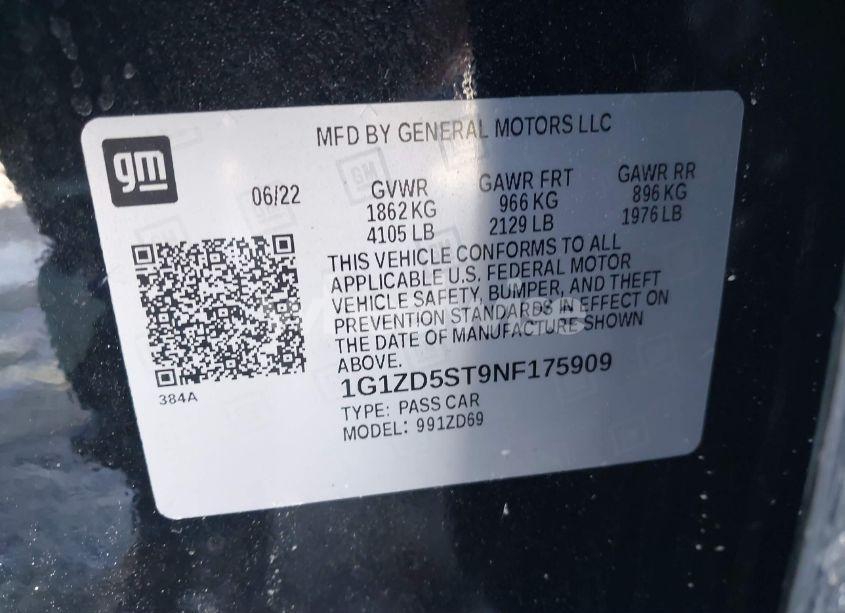 MFD BY GENERAL MOTORS LLC
gm
06/22
GVWR
1862 KG
4105 LB
GAWR FRT
966 KG
2129 LB
GAWR RR
896 KG
1976 LB
THIS VEHICLE CONFORMS TO ALL
APPLICABLE U.S. FEDERAL MOTOR
VEHICLE SAFETY, BUMPER, AND THEFT
PREVENTION STANDARDS IN EFFECT ON
THE DATE OF MANUFACTURE SHOWN
ABOVE.
384A
1G1ZD5ST9NF175909
TYPE: PASS CAR
MODEL: 991ZD69